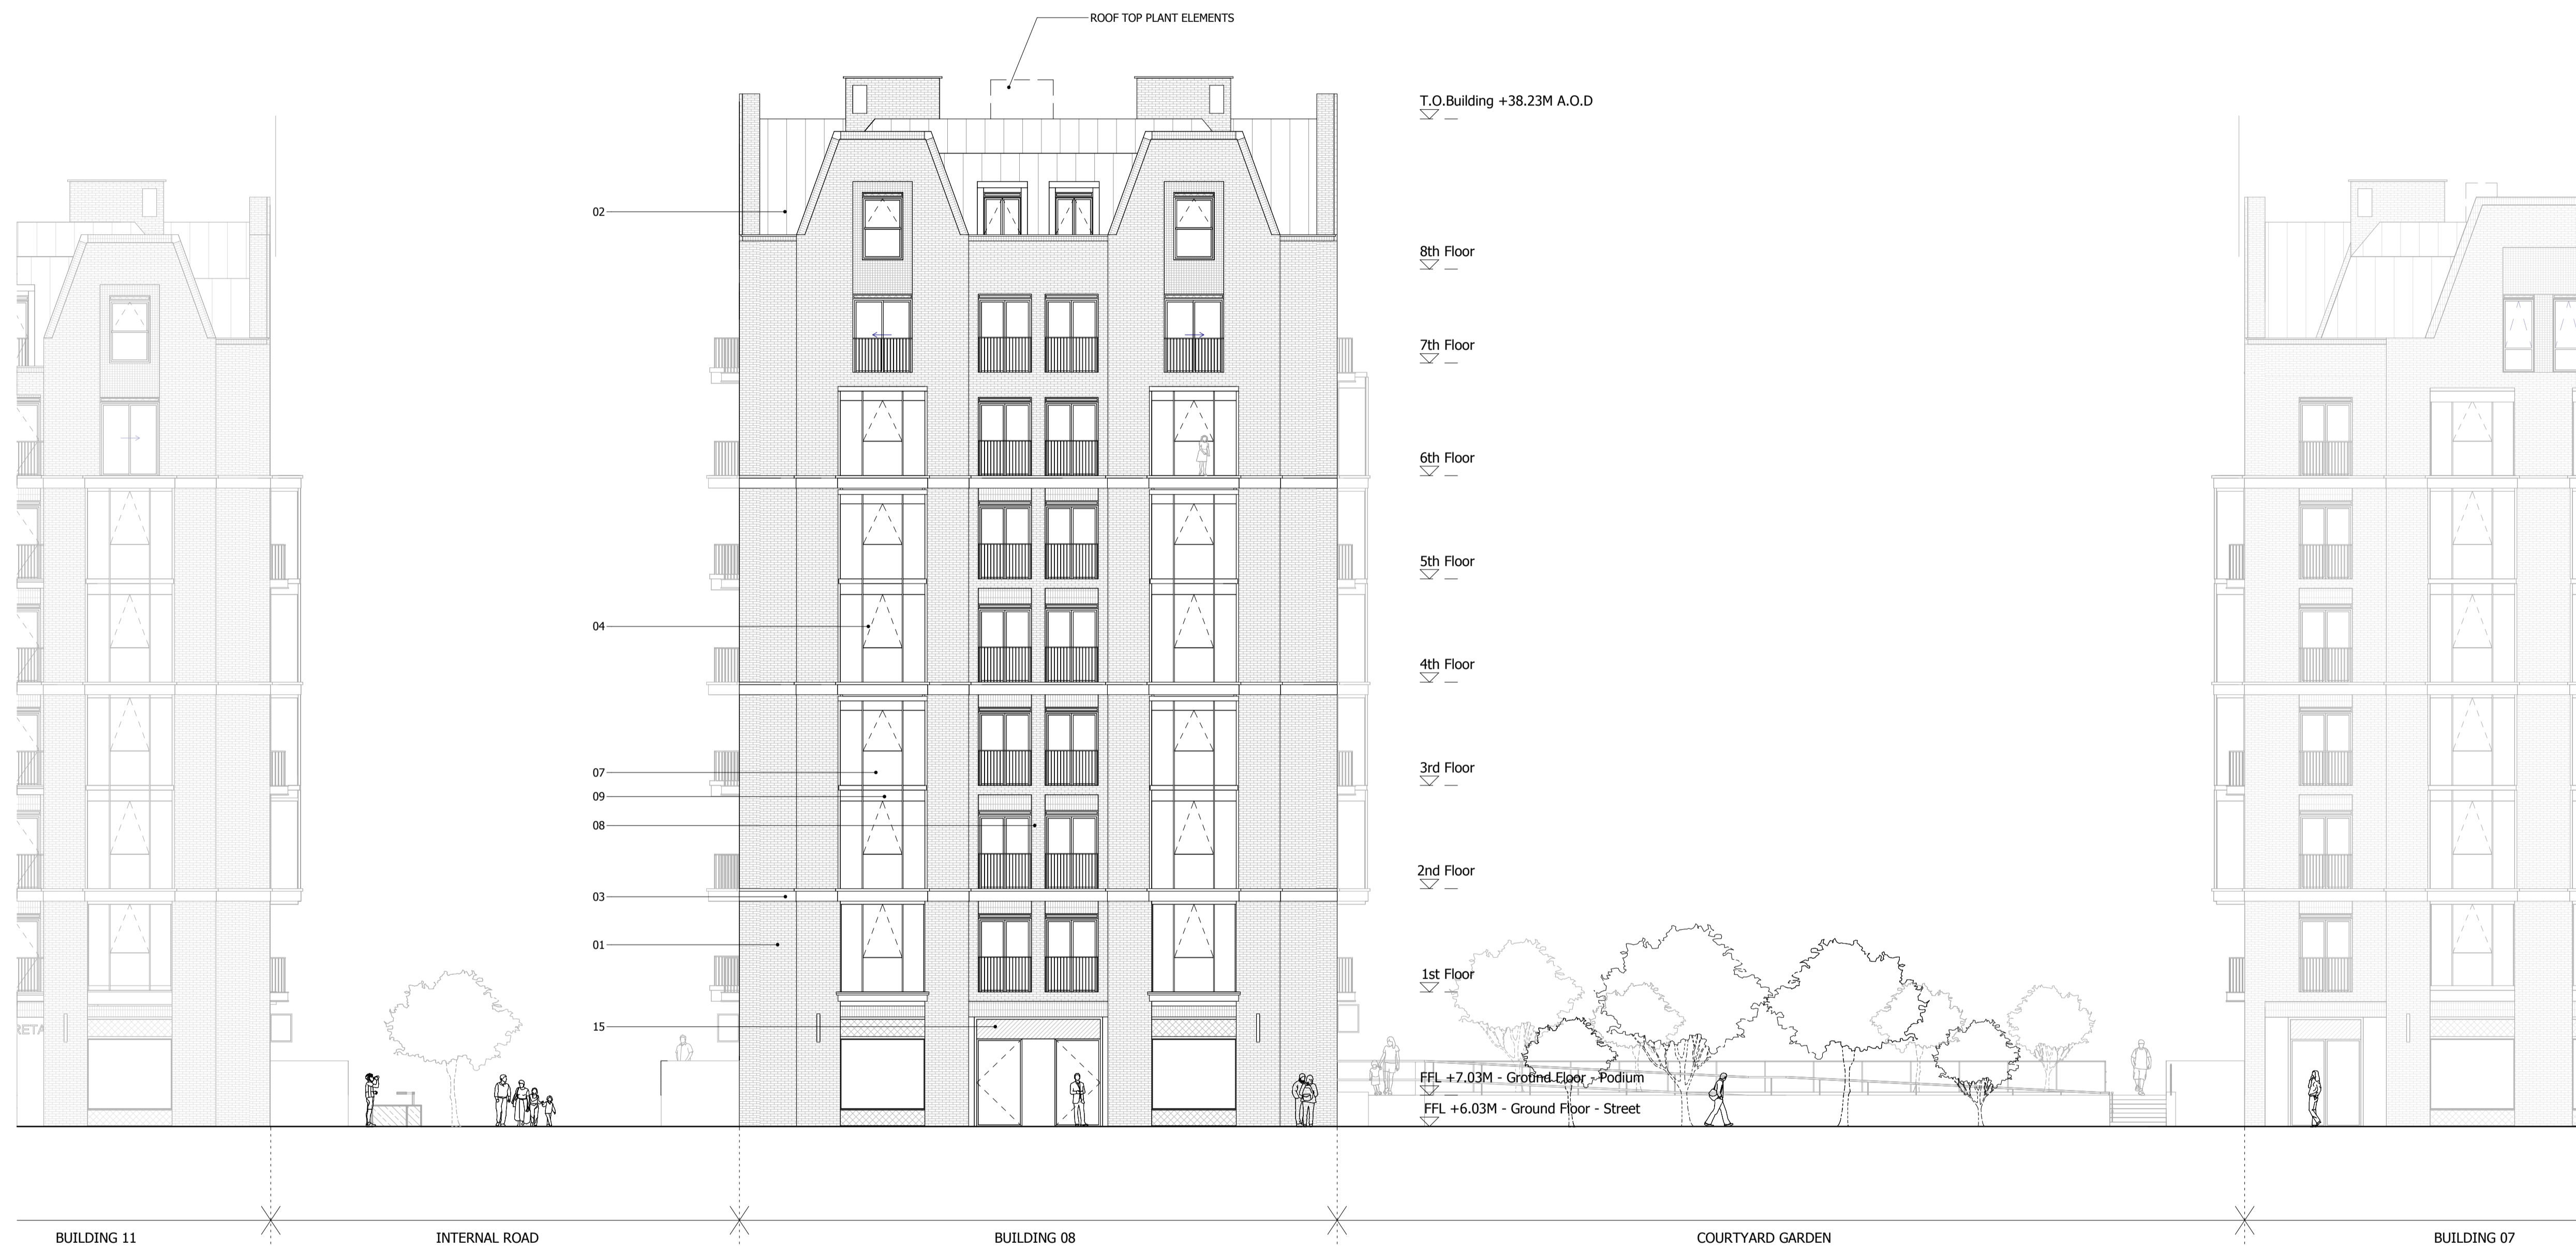 ROOF TOP PLANT ELEMENTS
T.O.Building +38.23M A.O.D
02
8th Floor
7th Floor
6th Floor
5th Floor
04
4th Floor
07
3rd Floor
09
08
2nd Floor
03
01
1st Floor
15
RETA
FFL +7.03M - Ground Floor - Podium
FFL +6.03M - Ground Floor - Street
BUILDING 11
INTERNAL ROAD
BUILDING 08
COURTYARD GARDEN
BUILDING 07